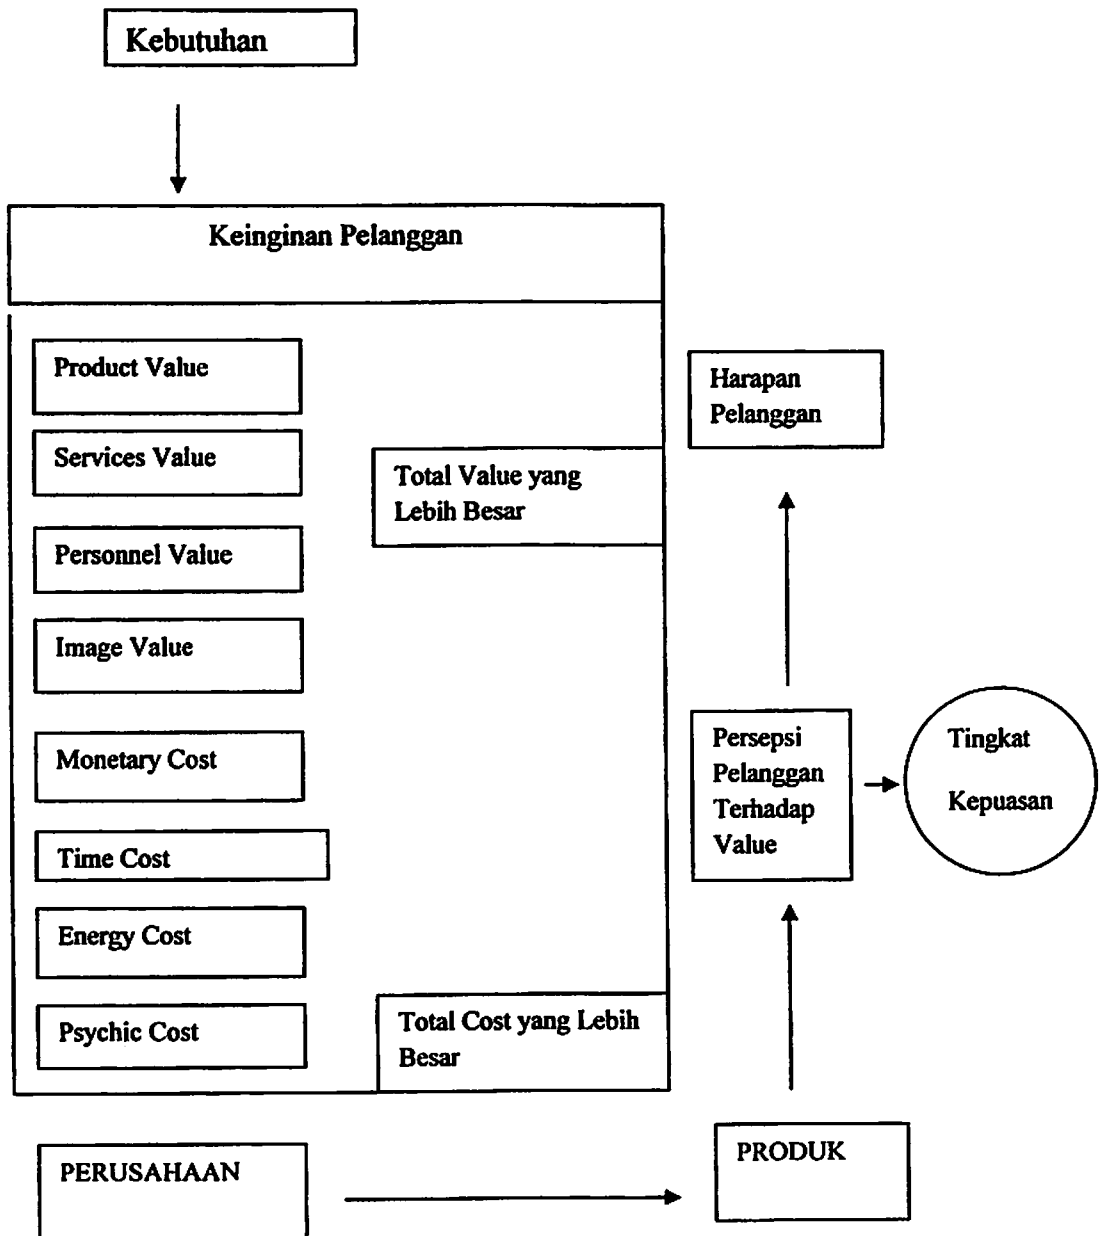 Kebutuhan
Keinginan Pelanggan
Product Value
Services Value
Personnel Value
Image Value
Monetary Cost
Time Cost
Energy Cost
Psychic Cost
Total Value yang
Lebih Besar
Total Cost yang Lebih
Besar
Harapan
Pelanggan
Persepsi
Pelanggan
Terhadap
Value
Tingkat
Kepuasan
PERUSAHAAN
PRODUK